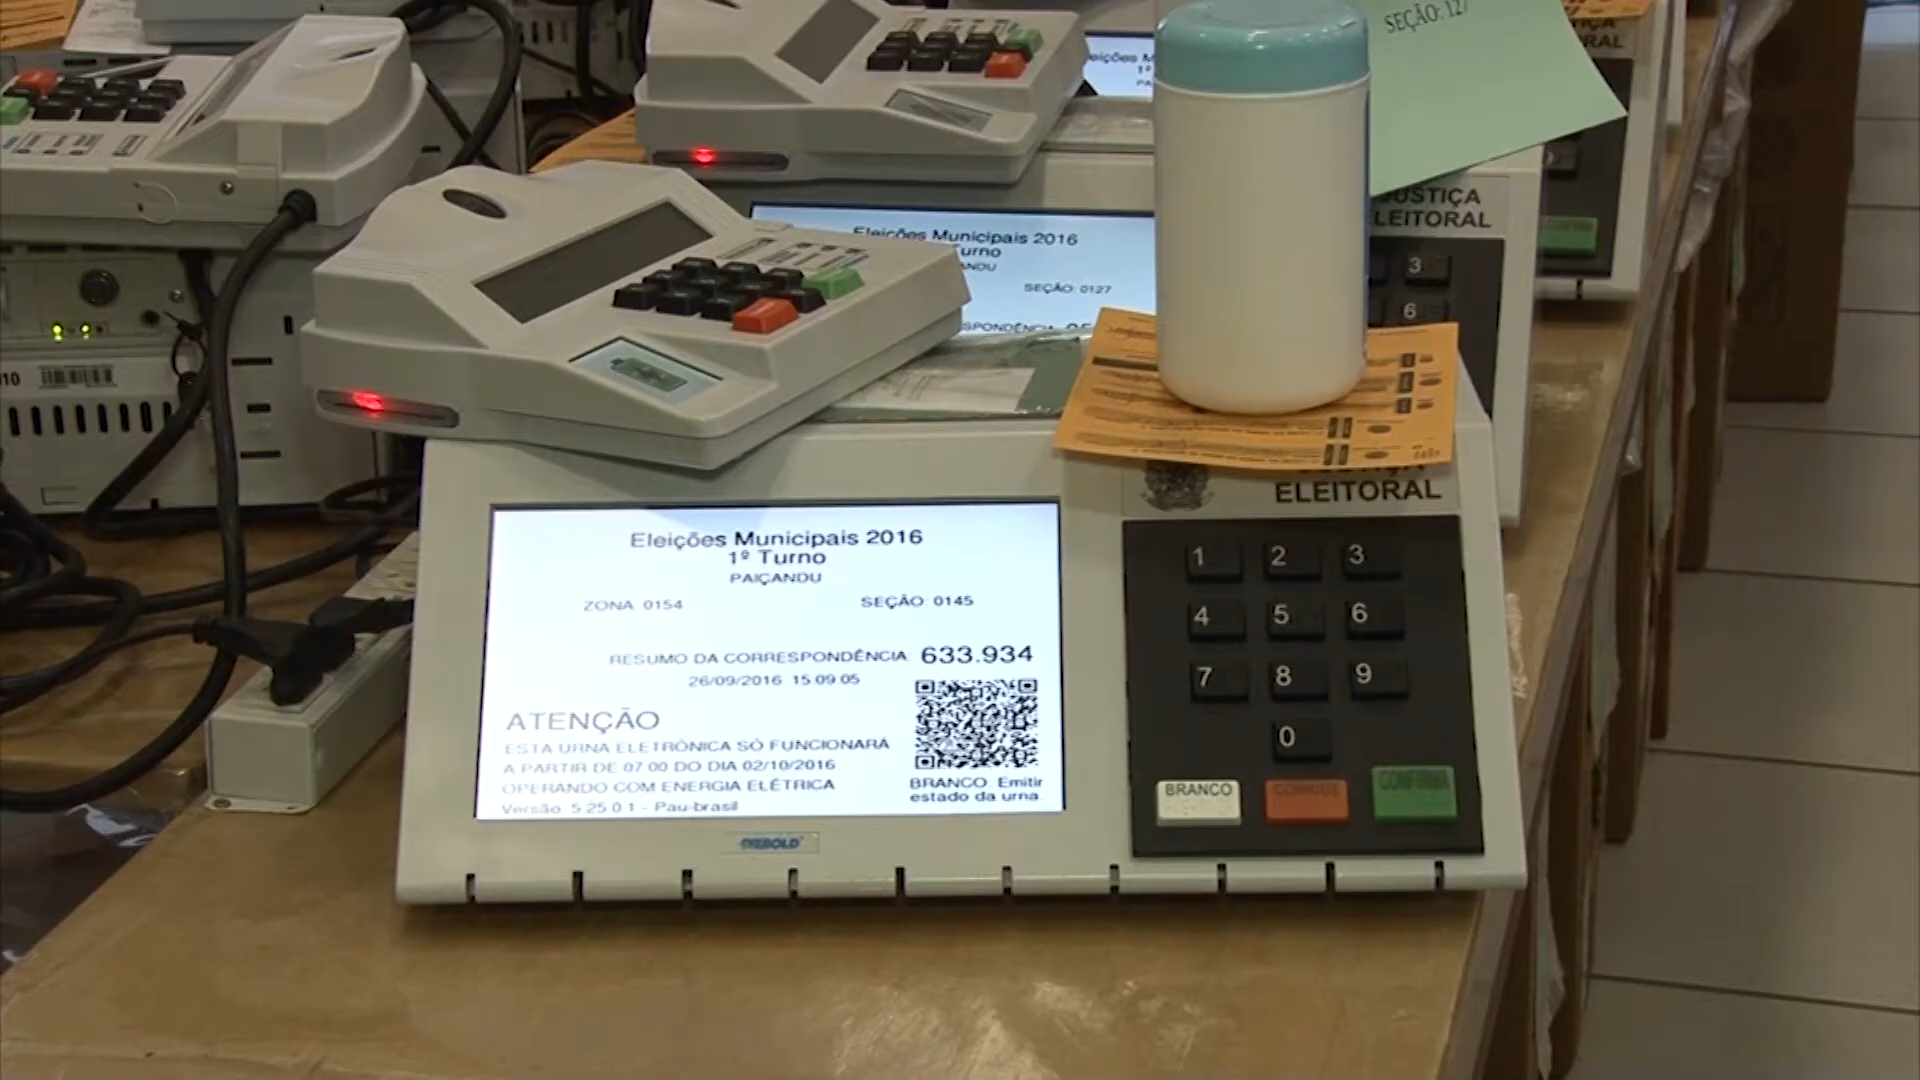 SEÇÃO: 127
Eleições Municipais 2016
SEÇÃO: 0127
JUSTIÇA
ELEITORAL
3
6
ELEITORAL
Eleições Municipais 2016
1º Turno
PAIÇANDU
ZONA: 0154 SEÇÃO: 0145
RESUMO DA CORRESPONDÊNCIA: 633.934
26/09/2016 15:09:05
ATENÇÃO
ESTA URNA ELETRÔNICA SÓ FUNCIONARÁ
A PARTIR DE 07:00 DO DIA 02/10/2016
OPERANDO COM ENERGIA ELÉTRICA
Versão: 5.25.0.1 - Pau-brasil
BRANCO: Emitir
estado da urna
DIEBOLD
1 2 3
4 5 6
7 8 9
0
BRANCO CORRIGE CONFIRMA